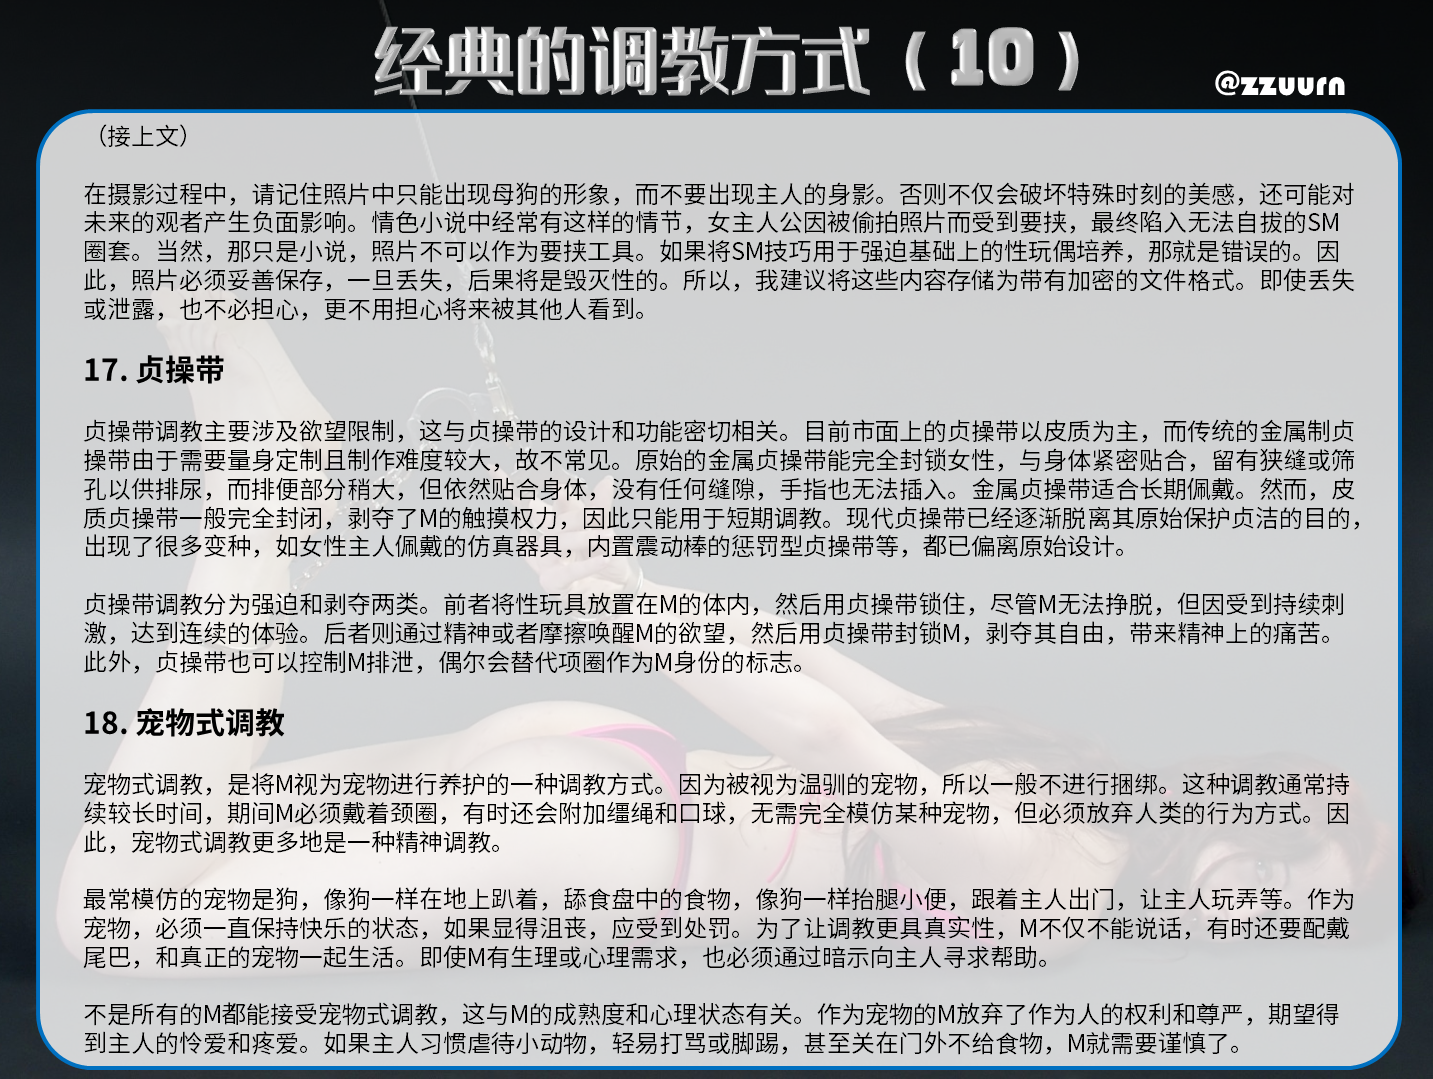 经典的调教方式（10）
@zzuurn
（接上文）
在摄影过程中，请记住照片中只能出现母狗的形象，而不要出现主人的身影。否则不仅会破坏特殊时刻的美感，还可能对
未来的观者产生负面影响。情色小说中经常有这样的情节，女主人公因被偷拍照片而受到要挟，最终陷入无法自拔的SM
圈套。当然，那只是小说，照片不可以作为要挟工具。如果将SM技巧用于强迫基础上的性玩偶培养，那就是错误的。因
此，照片必须妥善保存，一旦丢失，后果将是毁灭性的。所以，我建议将这些内容存储为带有加密的文件格式。即使丢失
或泄露，也不必担心，更不用担心将来被其他人看到。
17. 贞操带
贞操带调教主要涉及欲望限制，这与贞操带的设计和功能密切相关。目前市面上的贞操带以皮质为主，而传统的金属制贞
操带由于需要量身定制且制作难度较大，故不常见。原始的金属贞操带能完全封锁女性，与身体紧密贴合，留有狭缝或筛
孔以供排尿，而排便部分稍大，但依然贴合身体，没有任何缝隙，手指也无法插入。金属贞操带适合长期佩戴。然而，皮
质贞操带一般完全封闭，剥夺了M的触摸权力，因此只能用于短期调教。现代贞操带已经逐渐脱离其原始保护贞洁的目的，
出现了很多变种，如女性主人佩戴的仿真器具，内置震动棒的惩罚型贞操带等，都已偏离原始设计。
贞操带调教分为强迫和剥夺两类。前者将性玩具放置在M的体内，然后用贞操带锁住，尽管M无法挣脱，但因受到持续刺
激，达到连续的体验。后者则通过精神或者摩擦唤醒M的欲望，然后用贞操带封锁M，剥夺其自由，带来精神上的痛苦。
此外，贞操带也可以控制M排泄，偶尔会替代项圈作为M身份的标志。
18. 宠物式调教
宠物式调教，是将M视为宠物进行养护的一种调教方式。因为被视为温驯的宠物，所以一般不进行捆绑。这种调教通常持
续较长时间，期间M必须戴着颈圈，有时还会附加缰绳和口球，无需完全模仿某种宠物，但必须放弃人类的行为方式。因
此，宠物式调教更多地是一种精神调教。
最常模仿的宠物是狗，像狗一样在地上趴着，舔食盘中的食物，像狗一样抬腿小便，跟着主人出门，让主人玩弄等。作为
宠物，必须一直保持快乐的状态，如果显得沮丧，应受到处罚。为了让调教更具真实性，M不仅不能说话，有时还要配戴
尾巴，和真正的宠物一起生活。即使M有生理或心理需求，也必须通过暗示向主人寻求帮助。
不是所有的M都能接受宠物式调教，这与M的成熟度和心理状态有关。作为宠物的M放弃了作为人的权利和尊严，期望得
到主人的怜爱和疼爱。如果主人习惯虐待小动物，轻易打骂或脚踢，甚至关在门外不给食物，M就需要谨慎了。